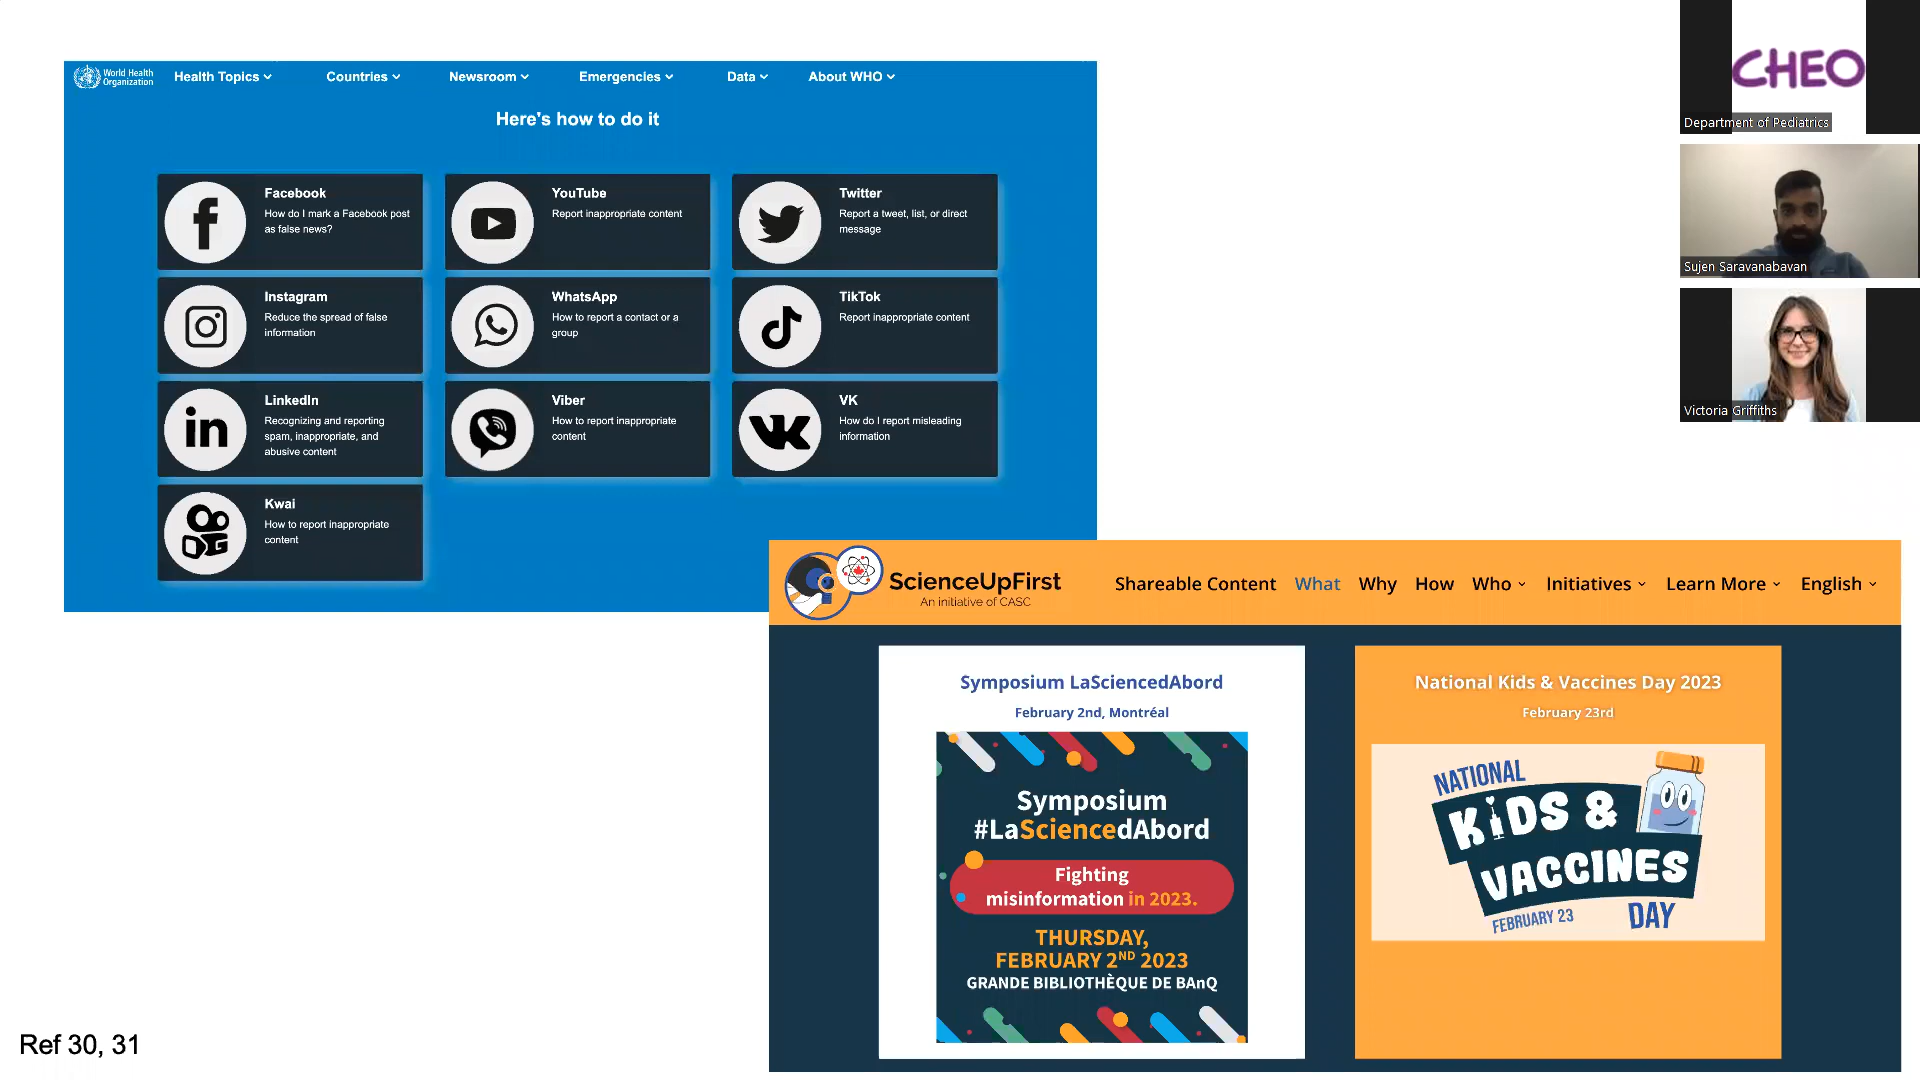 World Health
Organization
Health Topics
Countries
Newsroom
Emergencies
Data
About WHO
Here's how to do it
Facebook
How do I mark a Facebook post
as false news?
YouTube
Report inappropriate content
Twitter
Report a tweet, list, or direct
message
Instagram
Reduce the spread of false
information
WhatsApp
How to report a contact or a
group
TikTok
Report inappropriate content
LinkedIn
Recognizing and reporting
spam, inappropriate, and
abusive content
Viber
How to report inappropriate
content
VK
How do I report misleading
information
Kwai
How to report inappropriate
content
CHEO
Department of Pediatrics
Sujen Saravanabavan
Victoria Griffiths
ScienceUpFirst
An initiative of CASC
Shareable Content
What
Why
How
Who
Initiatives
Learn More
English
Symposium LaSciencedAbord
February 2nd, Montréal
Symposium
#LaSciencedAbord
Fighting
misinformation in 2023.
THURSDAY,
FEBRUARY 2ND 2023
GRANDE BIBLIOTHÈQUE DE BAnQ
National Kids & Vaccines Day 2023
February 23rd
NATIONAL
KiDS &
VACCINES
FEBRUARY 23
DAY
Ref 30, 31